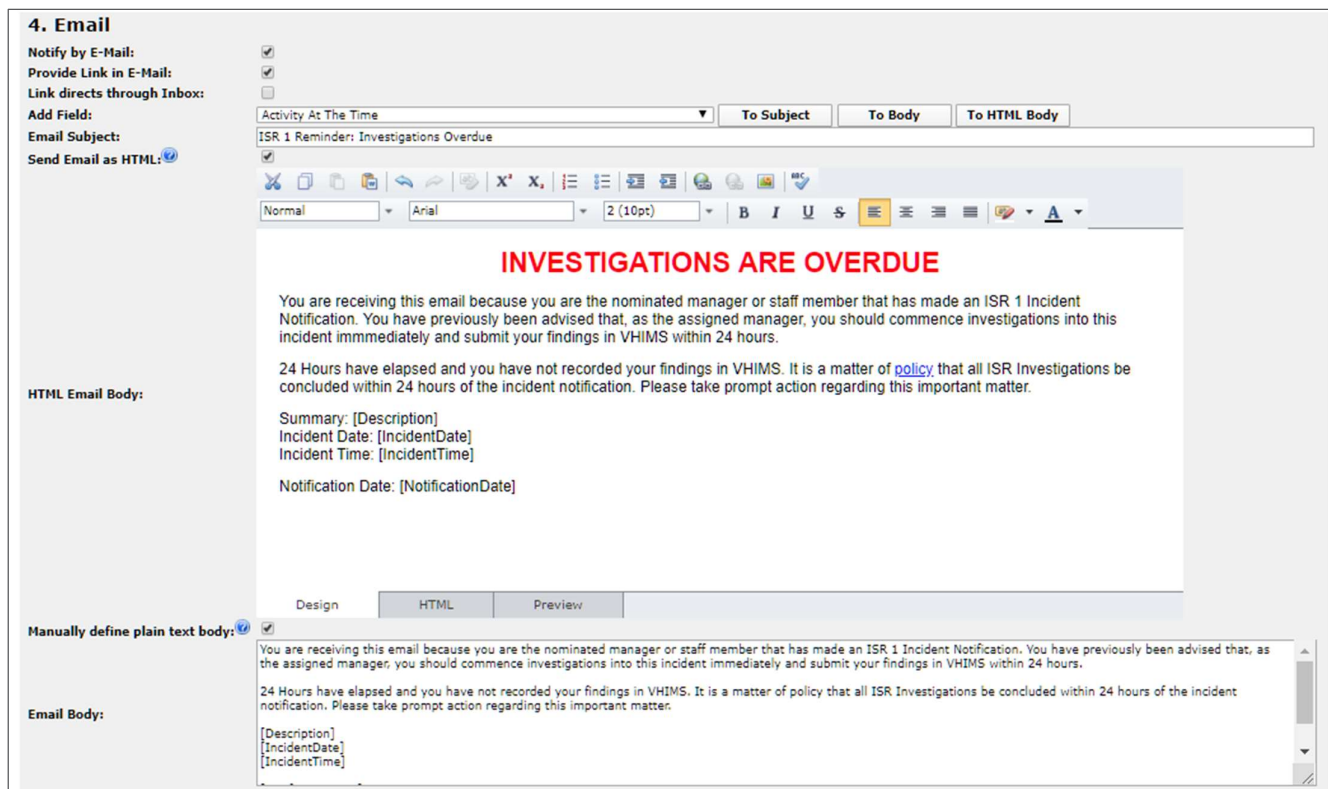 4. Email
Notify by E-Mail:
Provide Link in E-Mail:
Link directs through Inbox:
Add Field: Activity At The Time To Subject To Body To HTML Body
Email Subject: ISR 1 Reminder: Investigations Overdue
Send Email as HTML:
Normal Arial 2 (10pt) B I U S A
INVESTIGATIONS ARE OVERDUE
You are receiving this email because you are the nominated manager or staff member that has made an ISR 1 Incident
Notification. You have previously been advised that, as the assigned manager, you should commence investigations into this
incident immmediately and submit your findings in VHIMS within 24 hours.
24 Hours have elapsed and you have not recorded your findings in VHIMS. It is a matter of policy that all ISR Investigations be
concluded within 24 hours of the incident notification. Please take prompt action regarding this important matter.
HTML Email Body:
Summary: [Description]
Incident Date: [IncidentDate]
Incident Time: [IncidentTime]
Notification Date: [NotificationDate]
Design HTML Preview
Manually define plain text body:
You are receiving this email because you are the nominated manager or staff member that has made an ISR 1 Incident Notification. You have previously been advised that, as
the assigned manager, you should commence investigations into this incident immediately and submit your findings in VHIMS within 24 hours.
24 Hours have elapsed and you have not recorded your findings in VHIMS. It is a matter of policy that all ISR Investigations be concluded within 24 hours of the incident
notification. Please take prompt action regarding this important matter.
Email Body:
[Description]
[IncidentDate]
[IncidentTime]